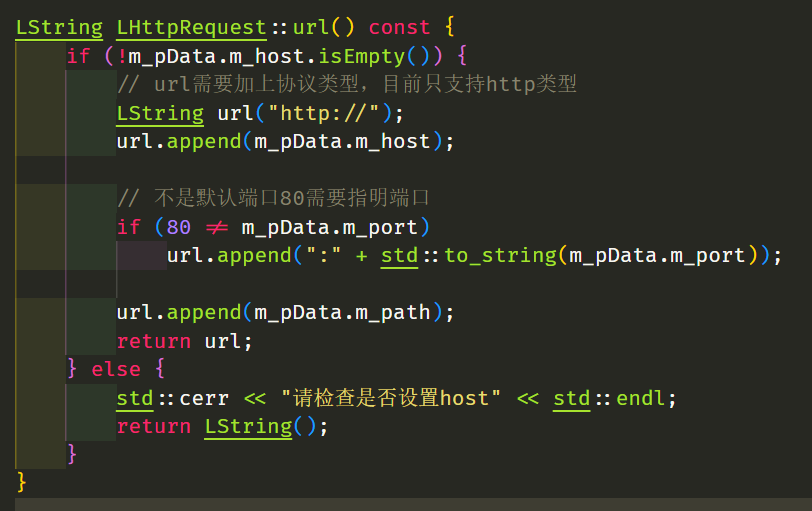 LString LHttpRequest::url() const {
    if (!m_pData.m_host.isEmpty()) {
        // url需要加上协议类型，目前只支持http类型
        LString url("http://");
        url.append(m_pData.m_host);

        // 不是默认端口80需要指明端口
        if (80 != m_pData.m_port)
            url.append(":" + std::to_string(m_pData.m_port));

        url.append(m_pData.m_path);
        return url;
    } else {
        std::cerr << "请检查是否设置host" << std::endl;
        return LString();
    }
}